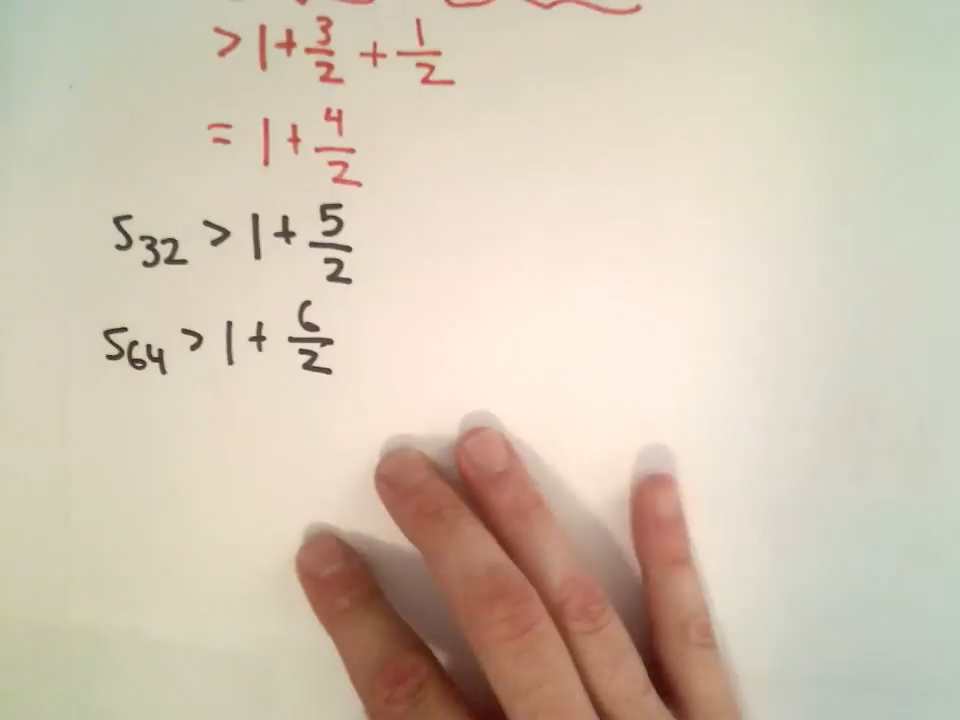 > 1 + 3/2 + 1/2
= 1 + 4/2
S32 > 1 + 5/2
S64 > 1 + 6/2